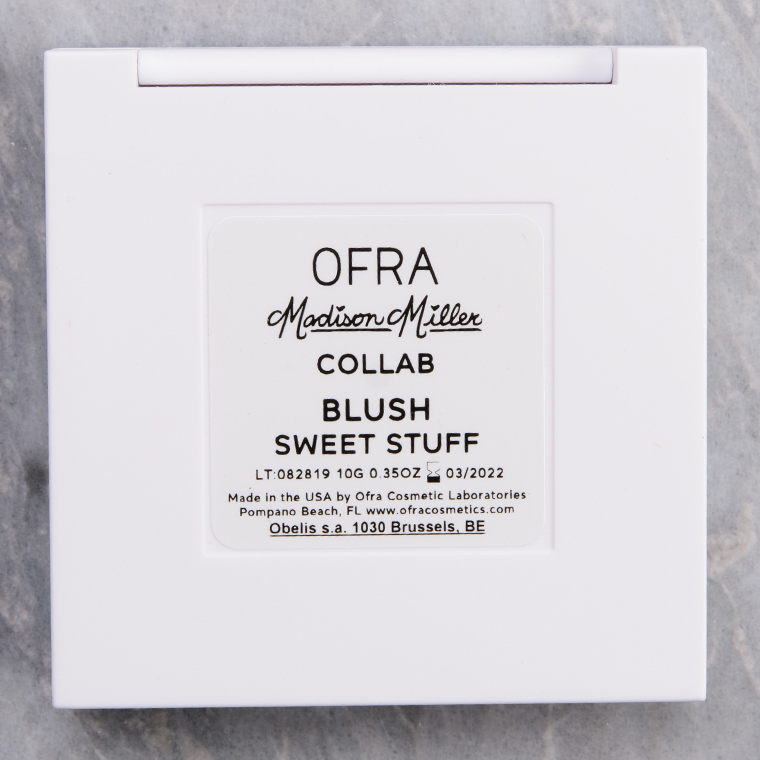 OFRA
Madison Miller
COLLAB
BLUSH
SWEET STUFF
LT:082819 10G 0.35OZ 03/2022
Made in the USA by Ofra Cosmetic Laboratories
Pompano Beach, FL www.ofracosmetics.com
Obelis s.a. 1030 Brussels, BE